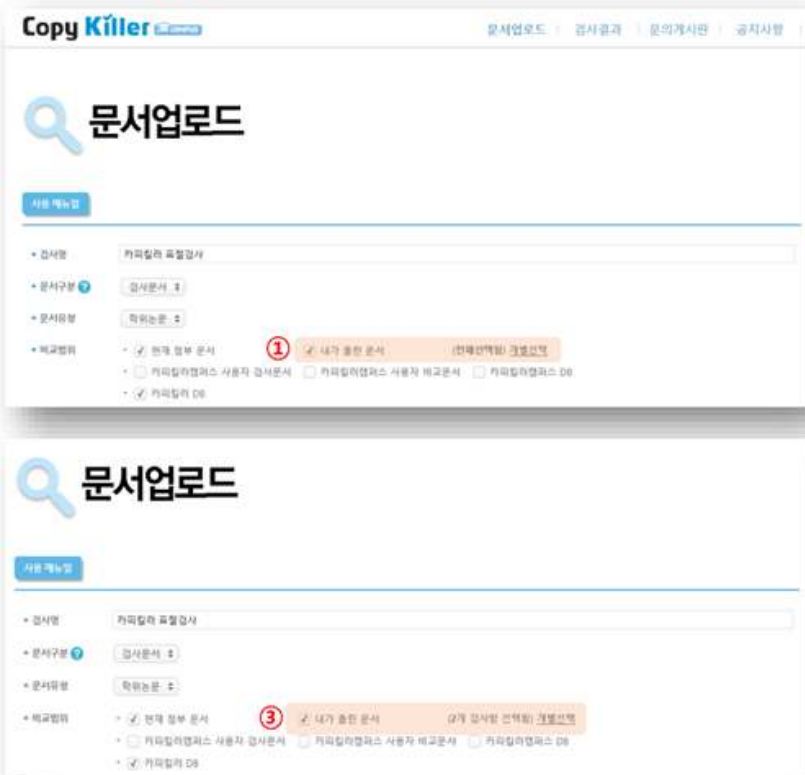 Copy Killer CAMPUS
문서업로드 검사결과 문의게시판 공지사항
문서업로드
사용 매뉴얼
검사명 카피킬러 표절검사
문서구분 ? 검사문서
문서유형 학위논문
비교범위 현재 첨부 문서 ① 내가 올린 문서 (전체선택됨) 개별선택
카피킬러캠퍼스 사용자 검사문서 카피킬러캠퍼스 사용자 비교문서 카피킬러캠퍼스 DB
카피킬러 DB
문서업로드
사용 매뉴얼
검사명 카피킬러 표절검사
문서구분 ? 검사문서
문서유형 학위논문
비교범위 현재 첨부 문서 ③ 내가 올린 문서 (2개 검사방 선택됨) 개별선택
카피킬러캠퍼스 사용자 검사문서 카피킬러캠퍼스 사용자 비교문서 카피킬러캠퍼스 DB
카피킬러 DB